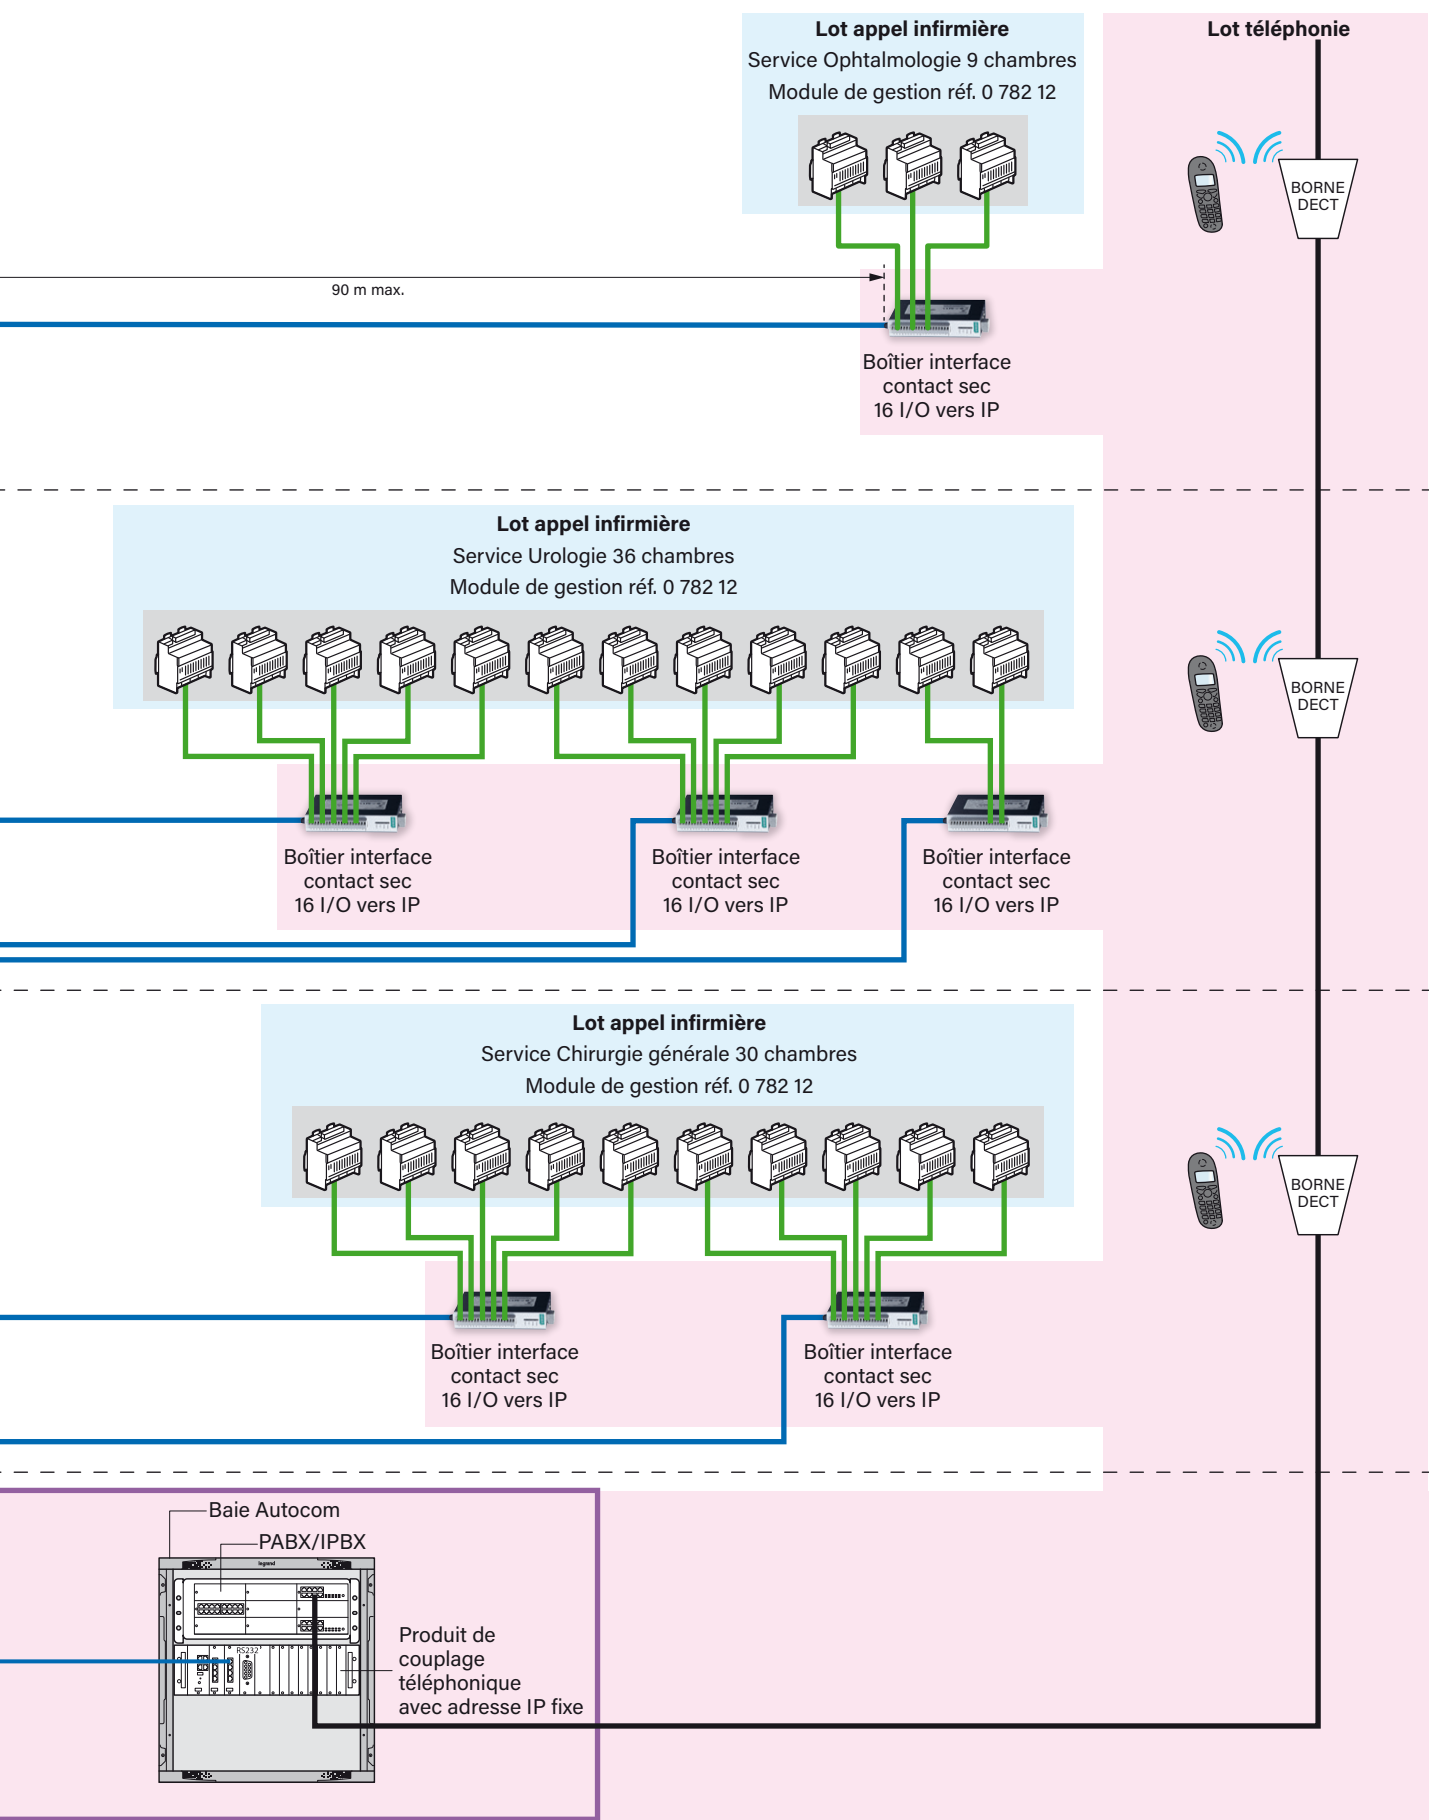 Lot appel infirmière
Service Ophtalmologie 9 chambres
Module de gestion réf. 0 782 12
Lot téléphonie
BORNE
DECT
90 m max.
Boîtier interface
contact sec
16 I/O vers IP
Lot appel infirmière
Service Urologie 36 chambres
Module de gestion réf. 0 782 12
BORNE
DECT
Boîtier interface
contact sec
16 I/O vers IP
Boîtier interface
contact sec
16 I/O vers IP
Boîtier interface
contact sec
16 I/O vers IP
Lot appel infirmière
Service Chirurgie générale 30 chambres
Module de gestion réf. 0 782 12
BORNE
DECT
Boîtier interface
contact sec
16 I/O vers IP
Boîtier interface
contact sec
16 I/O vers IP
Baie Autocom
PABX/IPBX
legrand
RS232
Produit de
couplage
téléphonique
avec adresse IP fixe